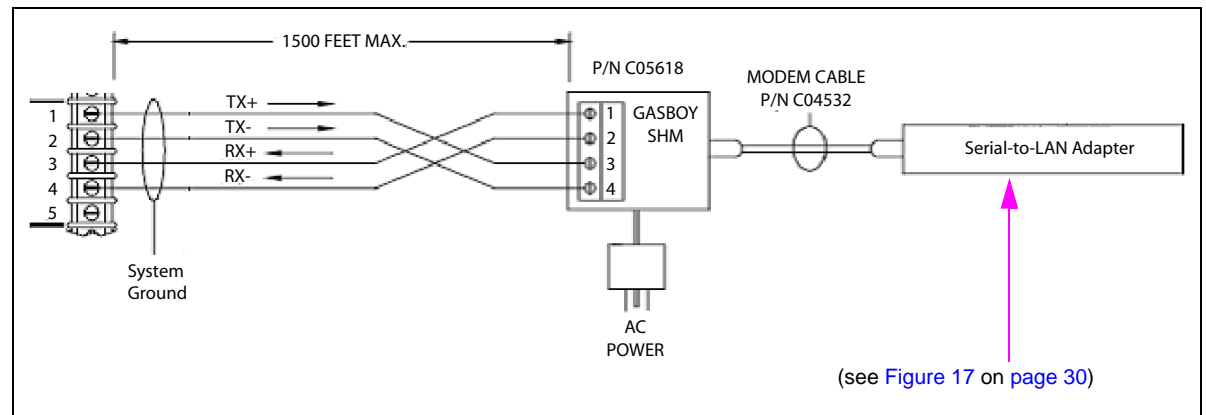 1500 FEET MAX.
P/N C05618
MODEM CABLE
P/N C04532
1
2
3
4
5
TX+
TX-
RX+
RX-
1
2
3
4
GASBOY
SHM
Serial-to-LAN Adapter
System
Ground
AC
POWER
(see Figure 17 on page 30)